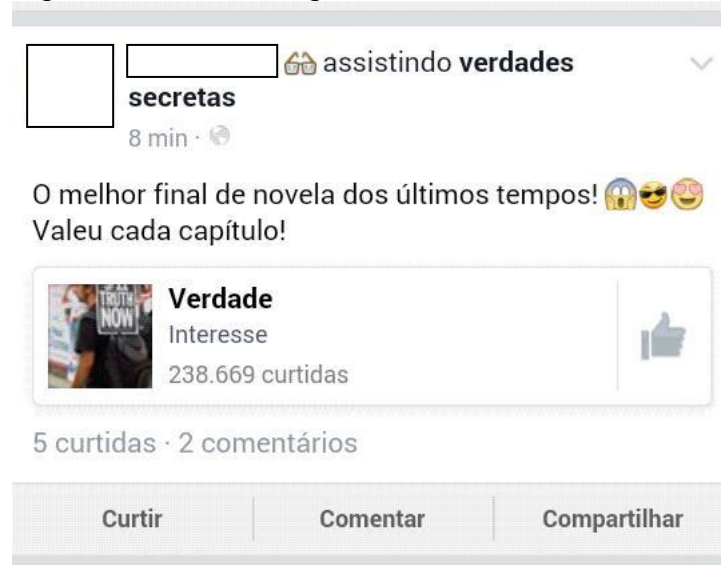 assistindo verdades
secretas
8 min ·
O melhor final de novela dos últimos tempos!
Valeu cada capítulo!
TRUTH
NOW
Verdade
Interesse
238.669 curtidas
5 curtidas · 2 comentários
Curtir Comentar Compartilhar